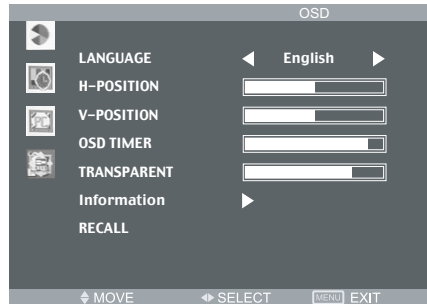 OSD
LANGUAGE English
H-POSITION
V-POSITION
OSD TIMER
TRANSPARENT
Information
RECALL
MOVE SELECT MENU EXIT